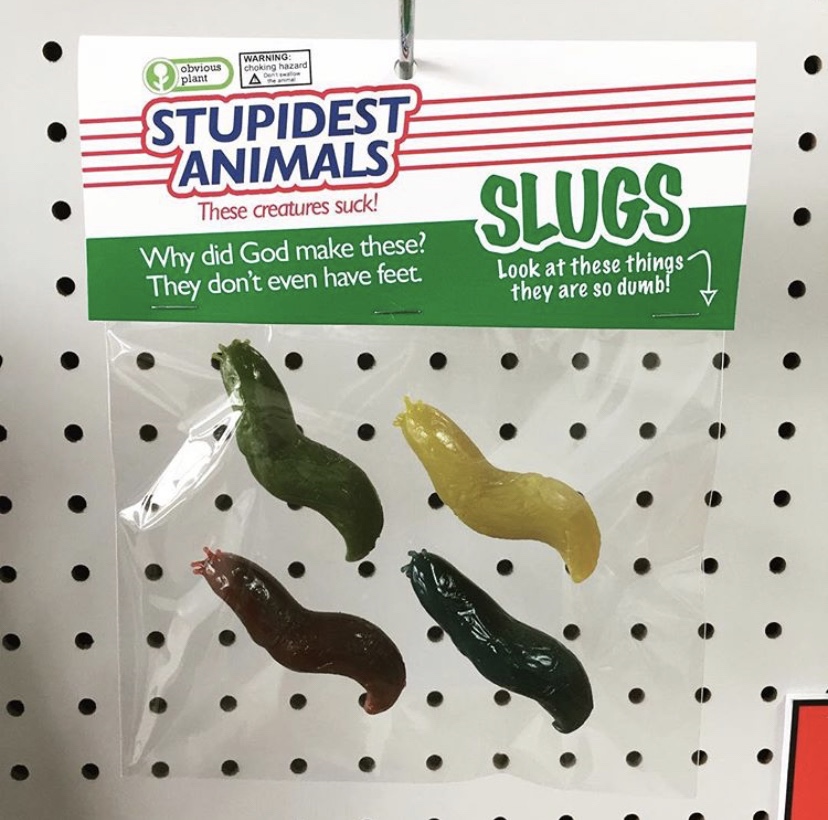 obvious
plant
WARNING:
choking hazard
Don't swallow
the animal
STUPIDEST
ANIMALS
These creatures suck!
SLUGS
Why did God make these?
They don't even have feet.
Look at these things
they are so dumb!